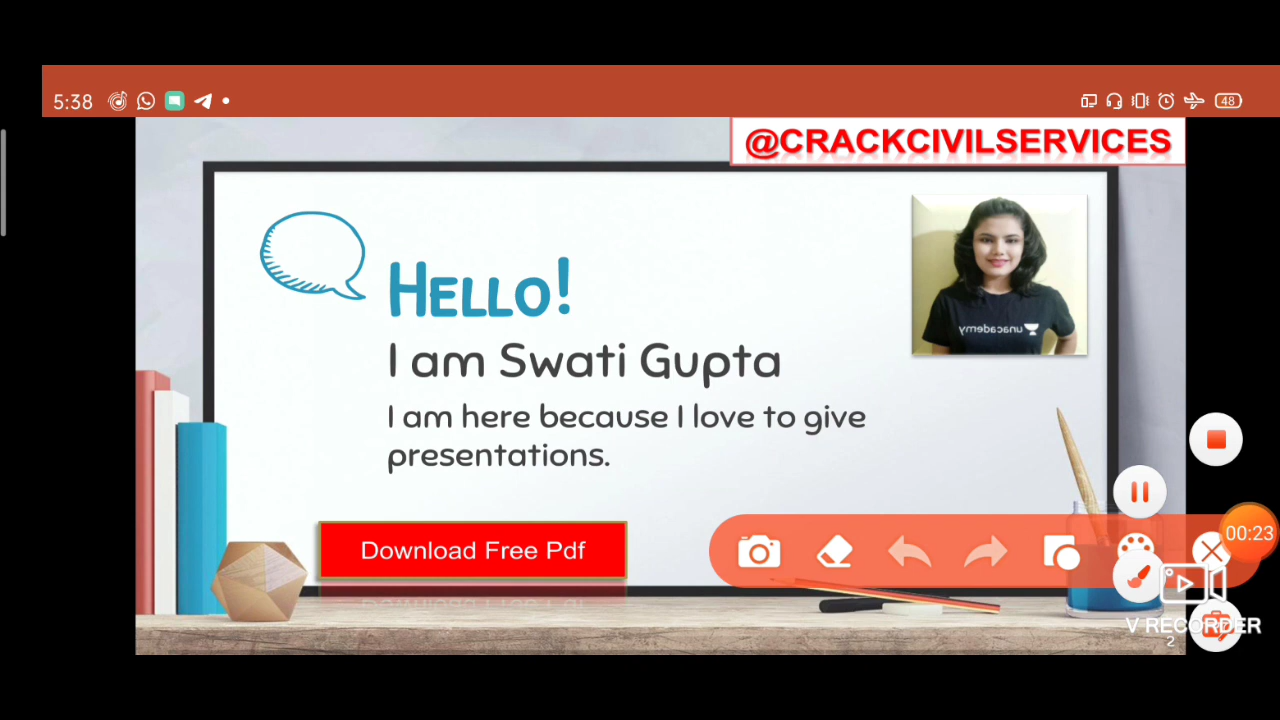 5:38
48
@CRACKCIVILSERVICES
HELLO!
I am Swati Gupta
unacademy
I am here because I love to give
presentations.
Download Free Pdf
00:23
V RECORDER
2